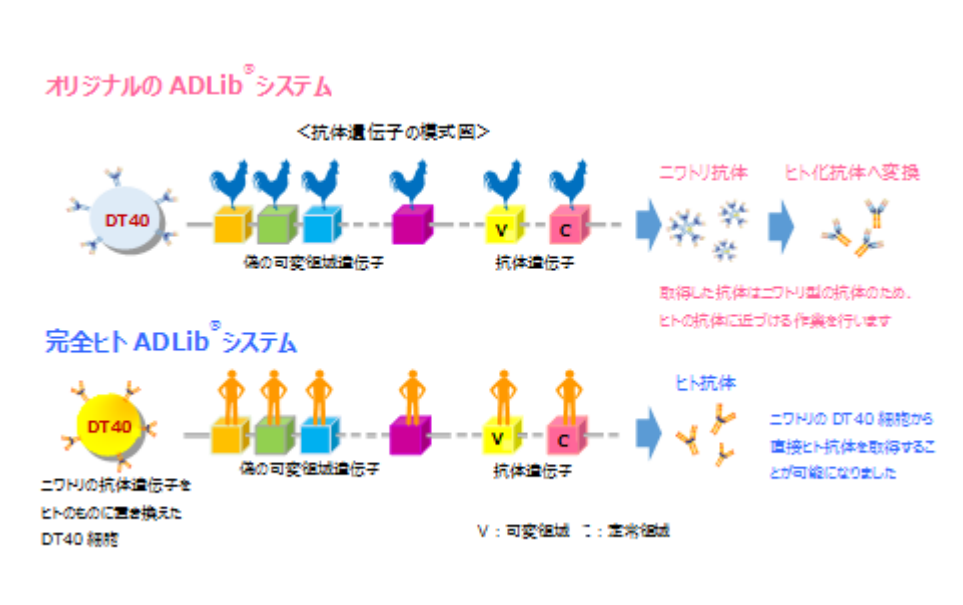 オリジナルの ADLib®システム
<抗体遺伝子の模式図>
ニワトリ抗体
ヒト化抗体へ変換
DT40
V
C
偽の可変領域遺伝子
抗体遺伝子
取得した抗体はニワトリ型の抗体のため、
ヒトの抗体に近づける作業を行います
完全ヒト ADLib®システム
ヒト抗体
DT40
V
C
ニワトリの DT40 細胞から
直接ヒト抗体を取得するこ
とが可能になりました
偽の可変領域遺伝子
抗体遺伝子
ニワトリの抗体遺伝子を
ヒトのものに置き換えた
DT40 細胞
V：可変領域 C：定常領域